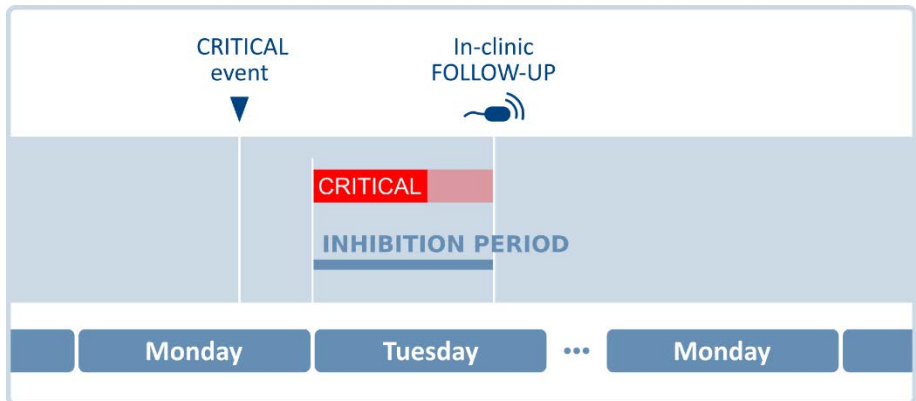 CRITICAL
event
In-clinic
FOLLOW-UP
CRITICAL
INHIBITION PERIOD
Monday
Tuesday
•••
Monday